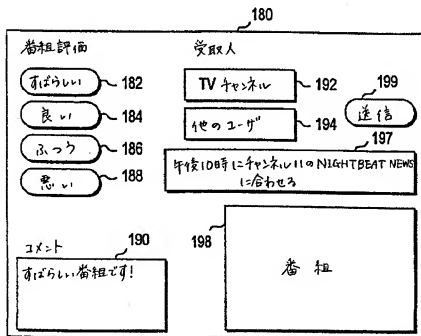 180
番組評価
受取人
すばらしい
182
良い
184
ふつう
186
悪い
188
TV チャンネル
192
他のユーザ
194
199
送信
197
午後10時にチャンネル11のNIGHTBEAT NEWS
に合わせろ
コメント
190
すばらしい番組です!
198
番組